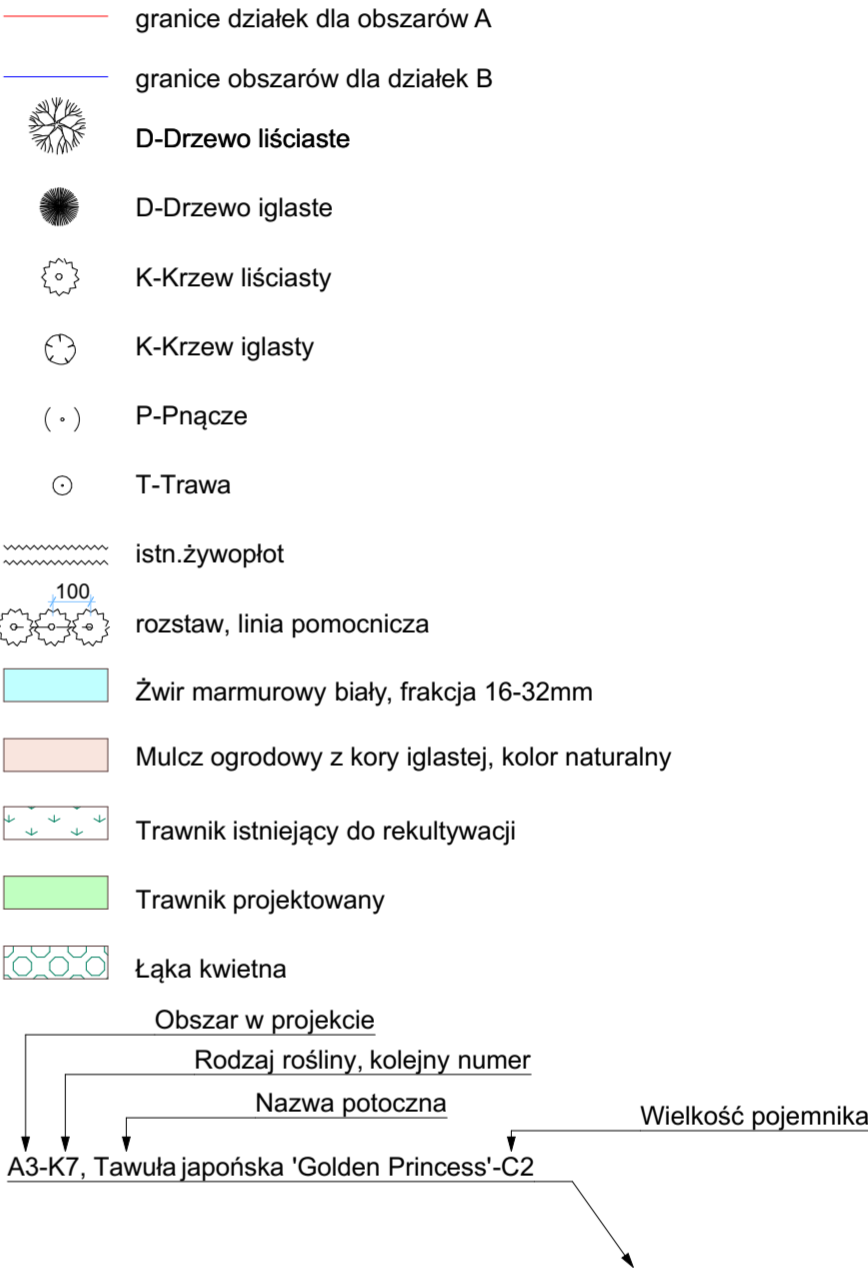 granice działek dla obszarów A
granice obszarów dla działek B
D-Drzewo liściaste
D-Drzewo iglaste
K-Krzew liściasty
K-Krzew iglasty
P-Pnącze
T-Trawa
istn.żywopłot
100
rozstaw, linia pomocnicza
Żwir marmurowy biały, frakcja 16-32mm
Mulcz ogrodowy z kory iglastej, kolor naturalny
Trawnik istniejący do rekultywacji
Trawnik projektowany
Łąka kwietna
Obszar w projekcie
Rodzaj rośliny, kolejny numer
Nazwa potoczna
Wielkość pojemnika
A3-K7, Tawuła japońska 'Golden Princess'-C2